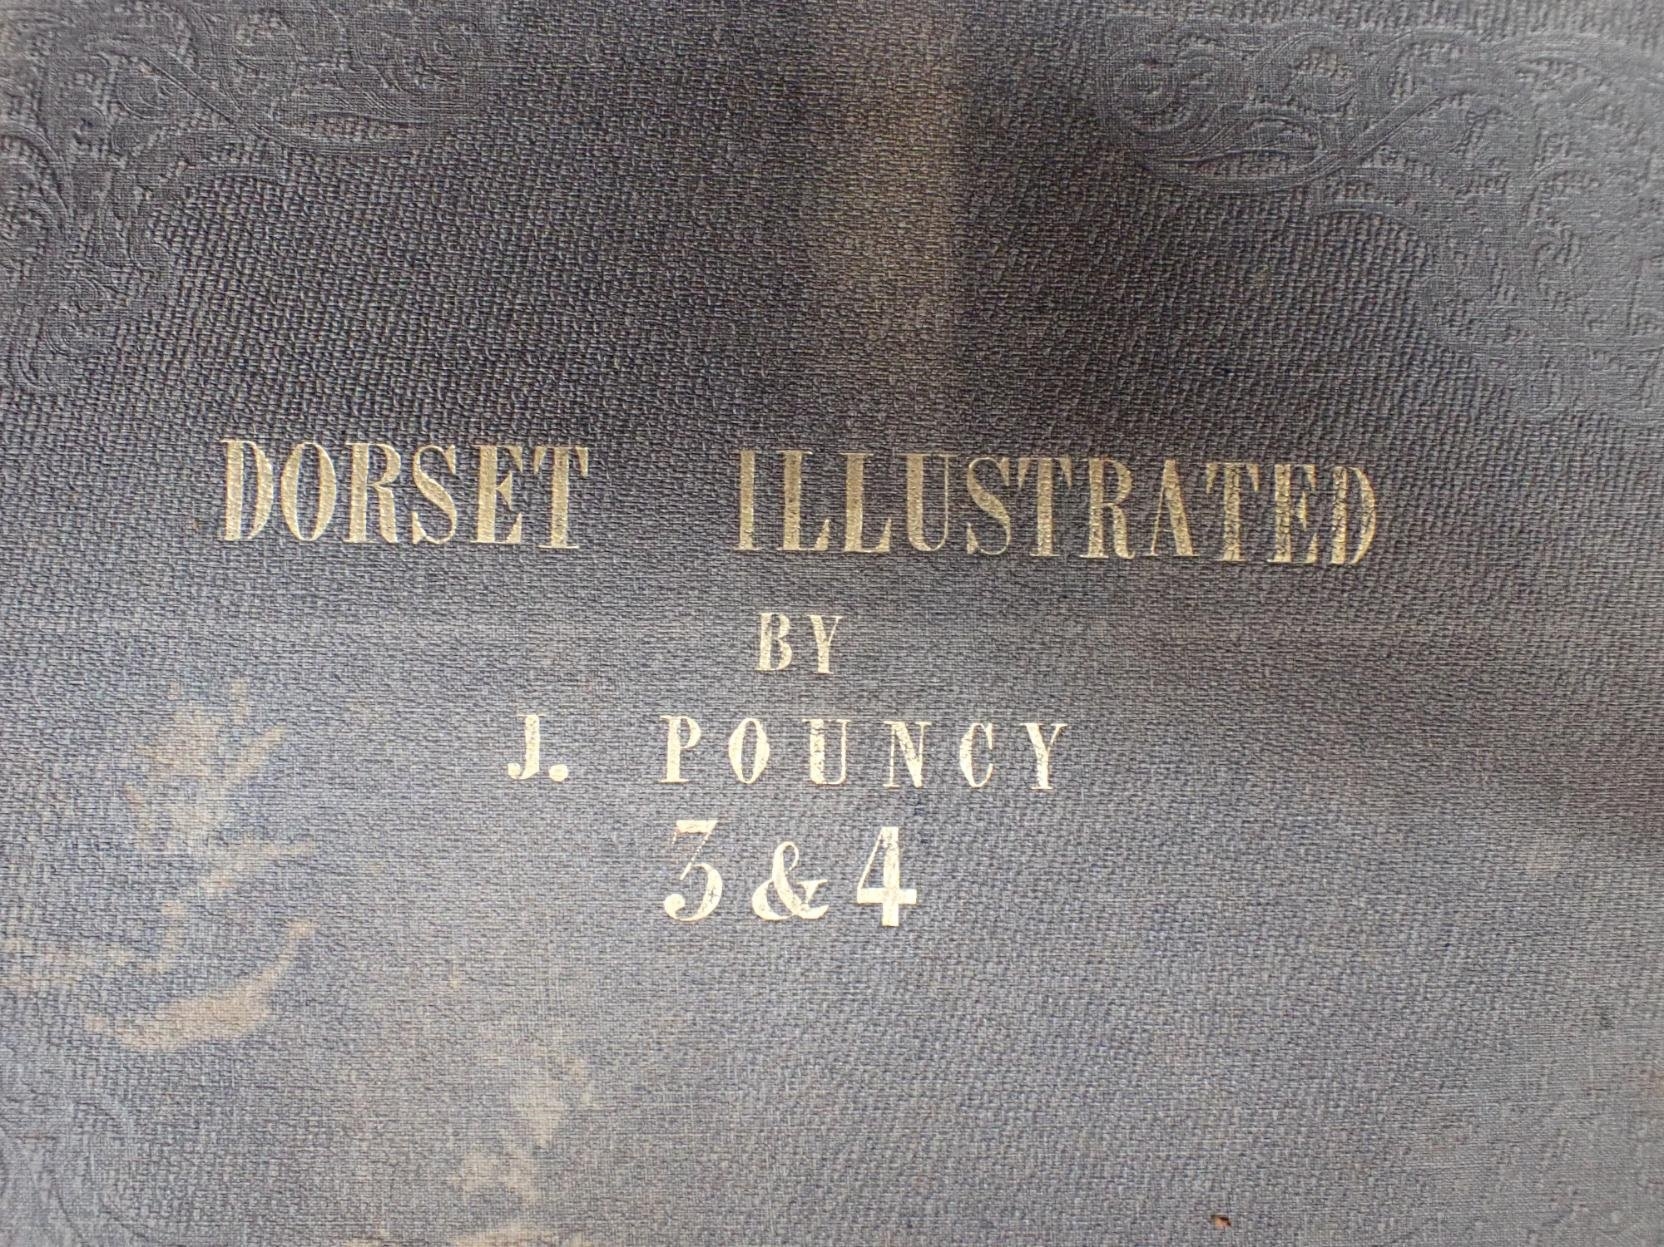 DORSET ILLUSTRATED
BY
J. POUNCY
3 & 4